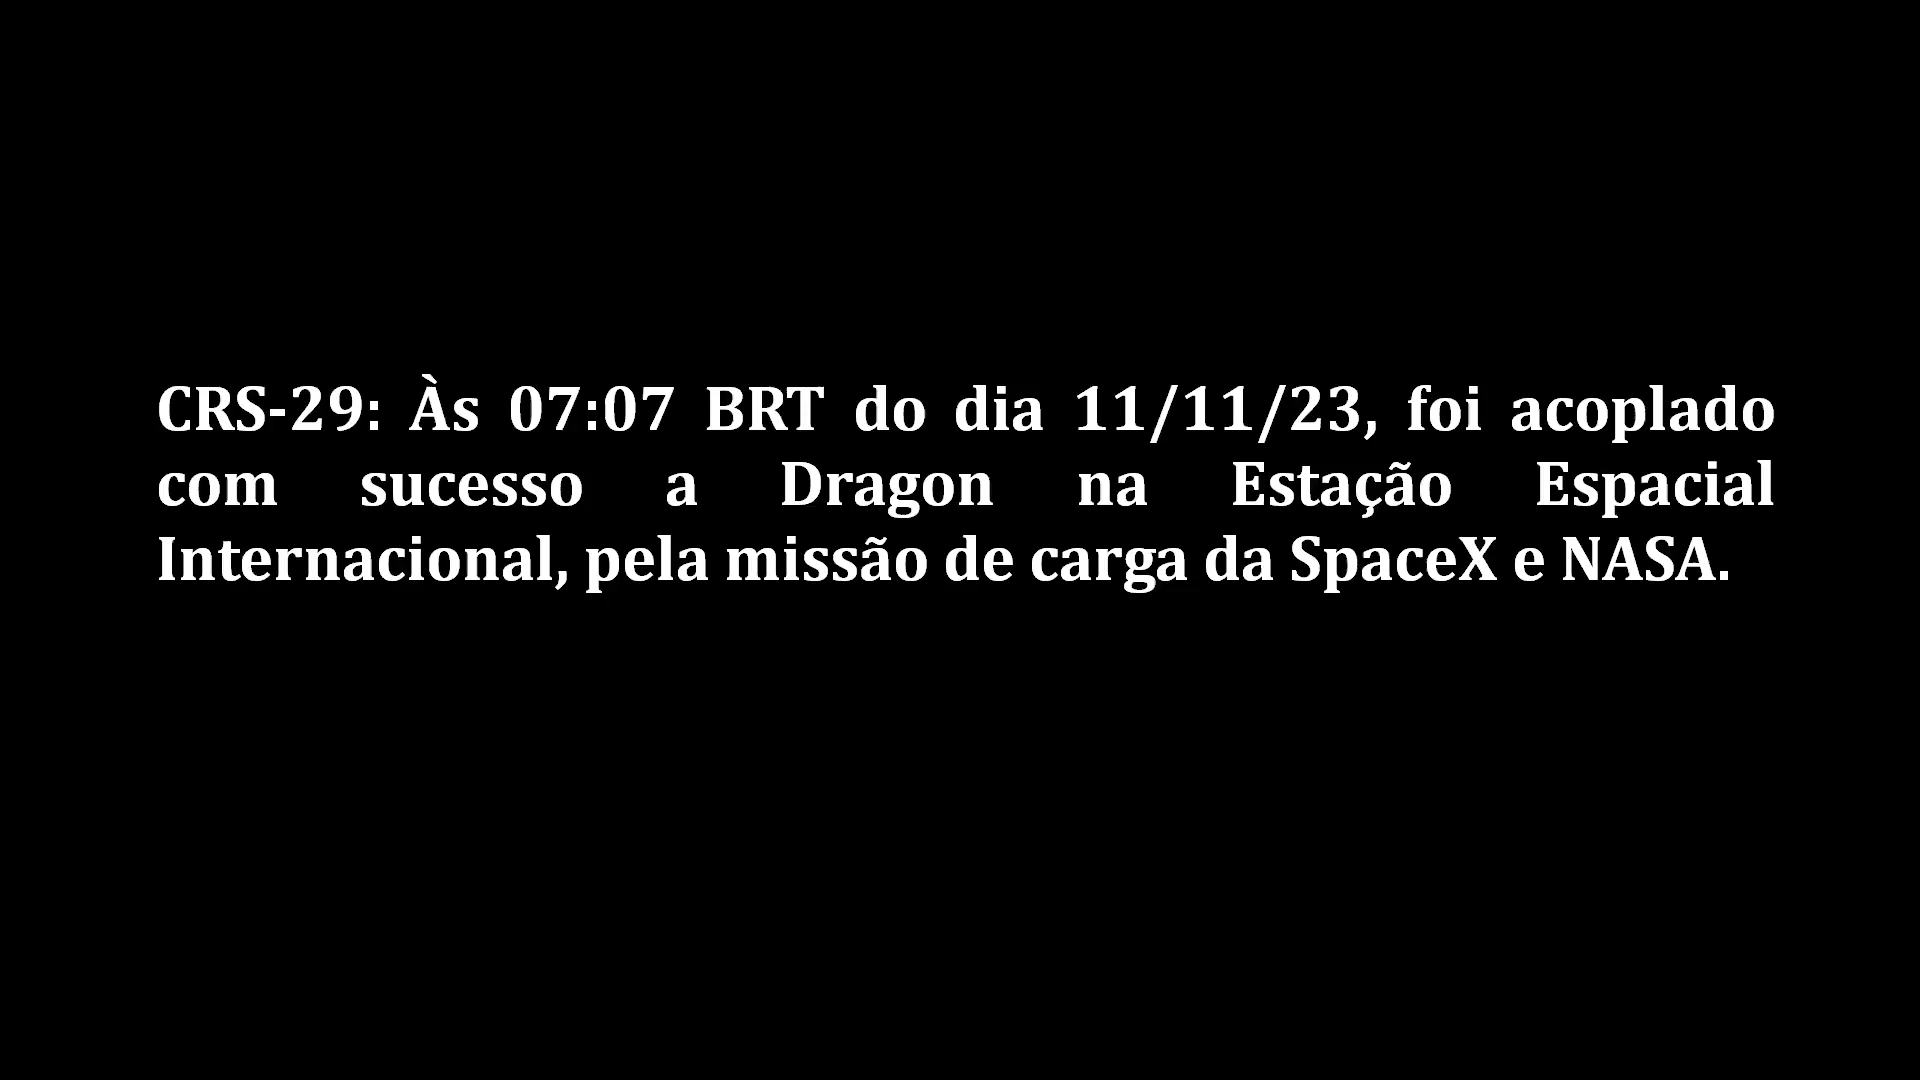 CRS-29: Às 07:07 BRT do dia 11/11/23, foi acoplado
com sucesso a Dragon na Estação Espacial
Internacional, pela missão de carga da SpaceX e NASA.